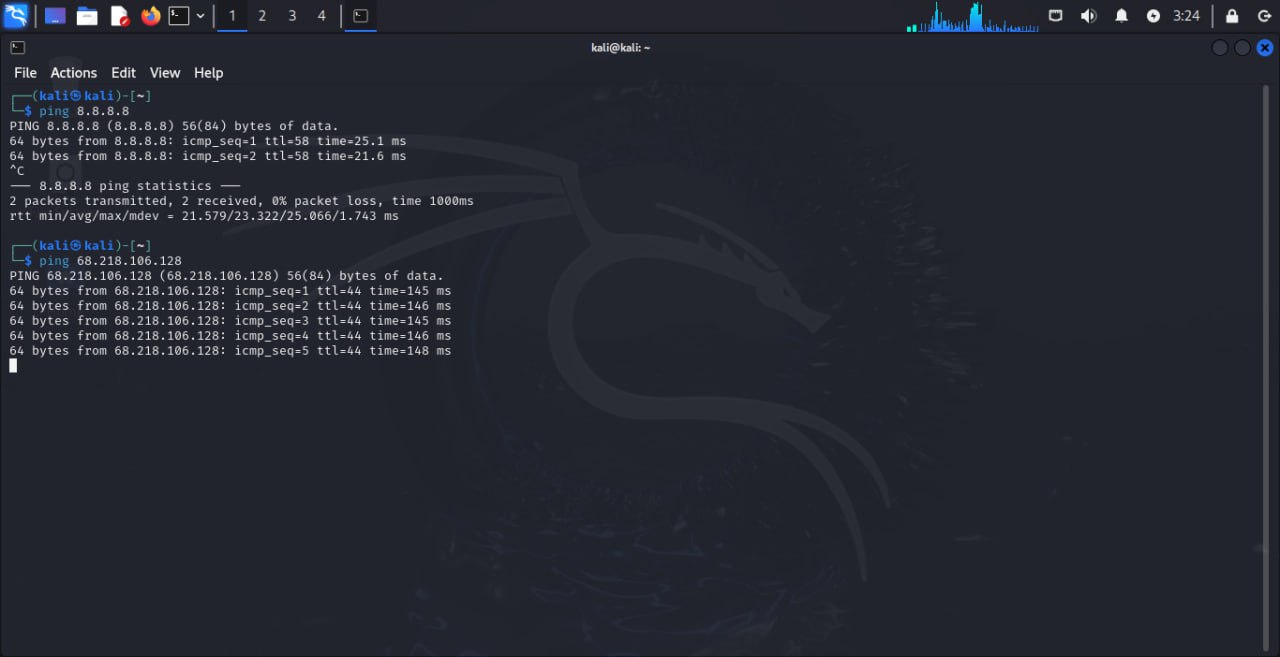 1 2 3 4 3:24
kali@kali: ~
File Actions Edit View Help
┌──(kali㉿kali)-[~]
└─$ ping 8.8.8.8
PING 8.8.8.8 (8.8.8.8) 56(84) bytes of data.
64 bytes from 8.8.8.8: icmp_seq=1 ttl=58 time=25.1 ms
64 bytes from 8.8.8.8: icmp_seq=2 ttl=58 time=21.6 ms
^C
--- 8.8.8.8 ping statistics ---
2 packets transmitted, 2 received, 0% packet loss, time 1000ms
rtt min/avg/max/mdev = 21.579/23.322/25.066/1.743 ms
┌──(kali㉿kali)-[~]
└─$ ping 68.218.106.128
PING 68.218.106.128 (68.218.106.128) 56(84) bytes of data.
64 bytes from 68.218.106.128: icmp_seq=1 ttl=44 time=145 ms
64 bytes from 68.218.106.128: icmp_seq=2 ttl=44 time=146 ms
64 bytes from 68.218.106.128: icmp_seq=3 ttl=44 time=145 ms
64 bytes from 68.218.106.128: icmp_seq=4 ttl=44 time=146 ms
64 bytes from 68.218.106.128: icmp_seq=5 ttl=44 time=148 ms